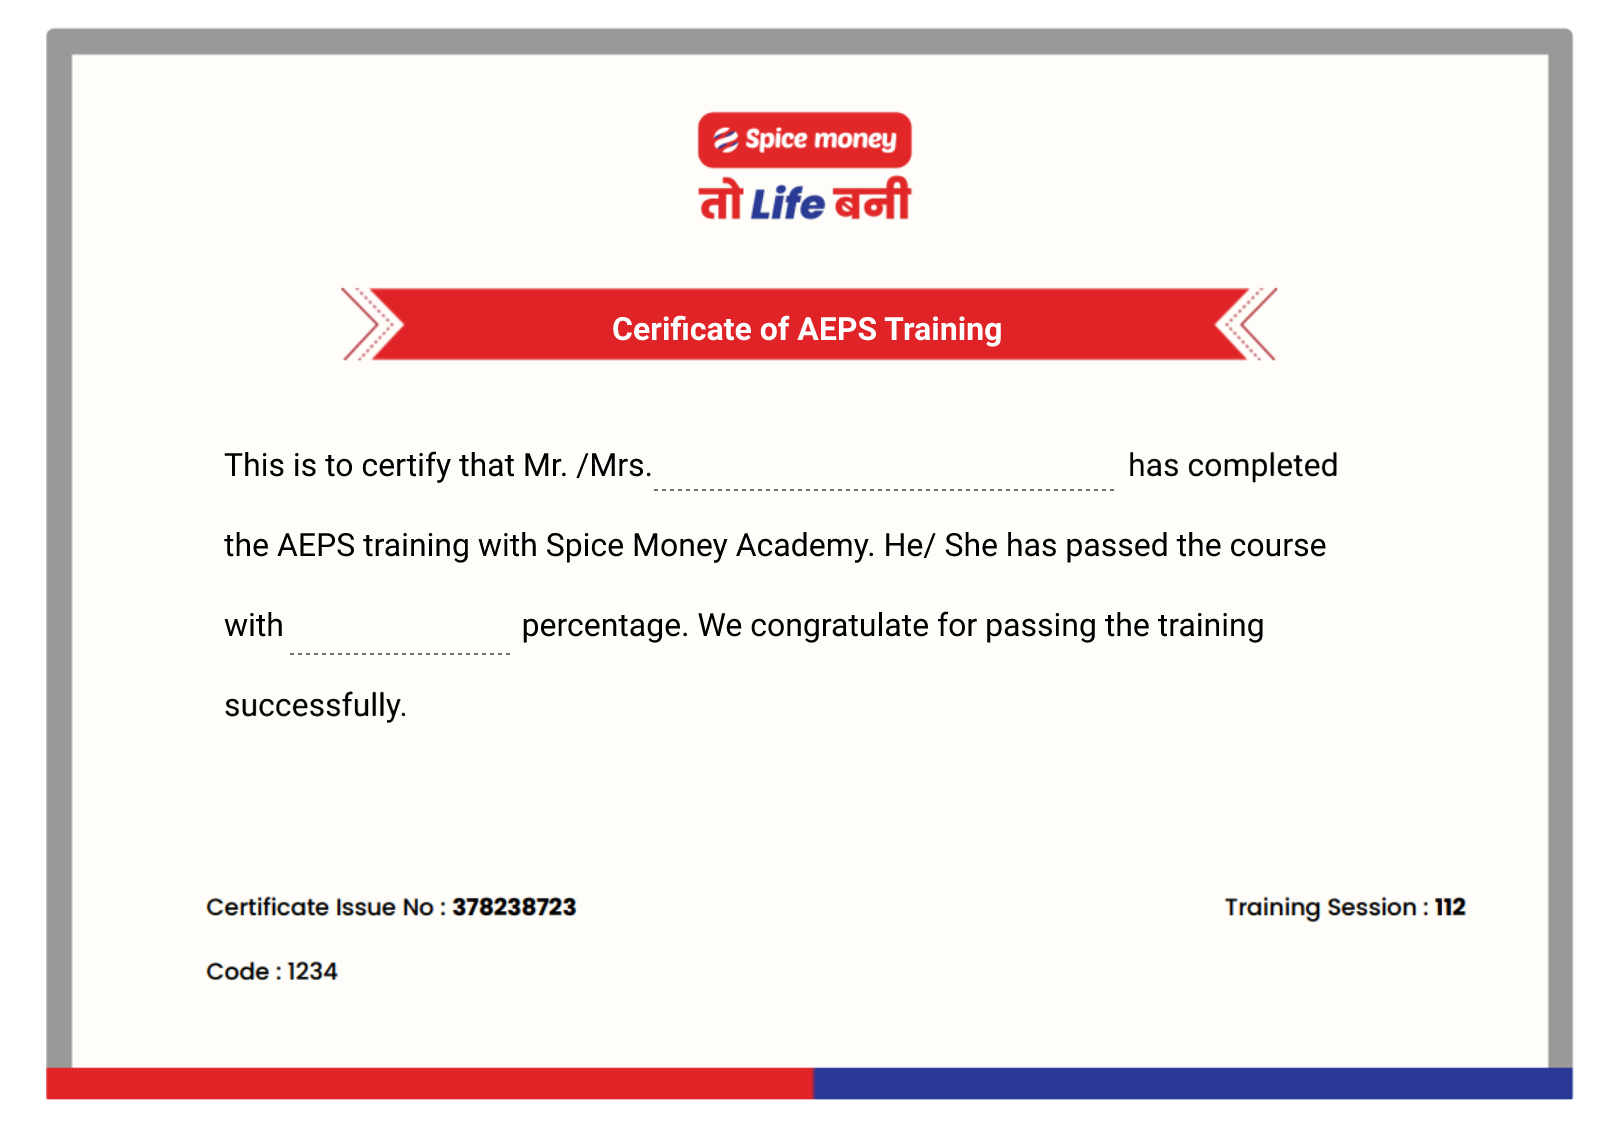 Spice money
तो Life बनी
Cerificate of AEPS Training
This is to certify that Mr. /Mrs. has completed
the AEPS training with Spice Money Academy. He/ She has passed the course
with percentage. We congratulate for passing the training
successfully.
Certificate Issue No : 378238723
Training Session : 112
Code : 1234